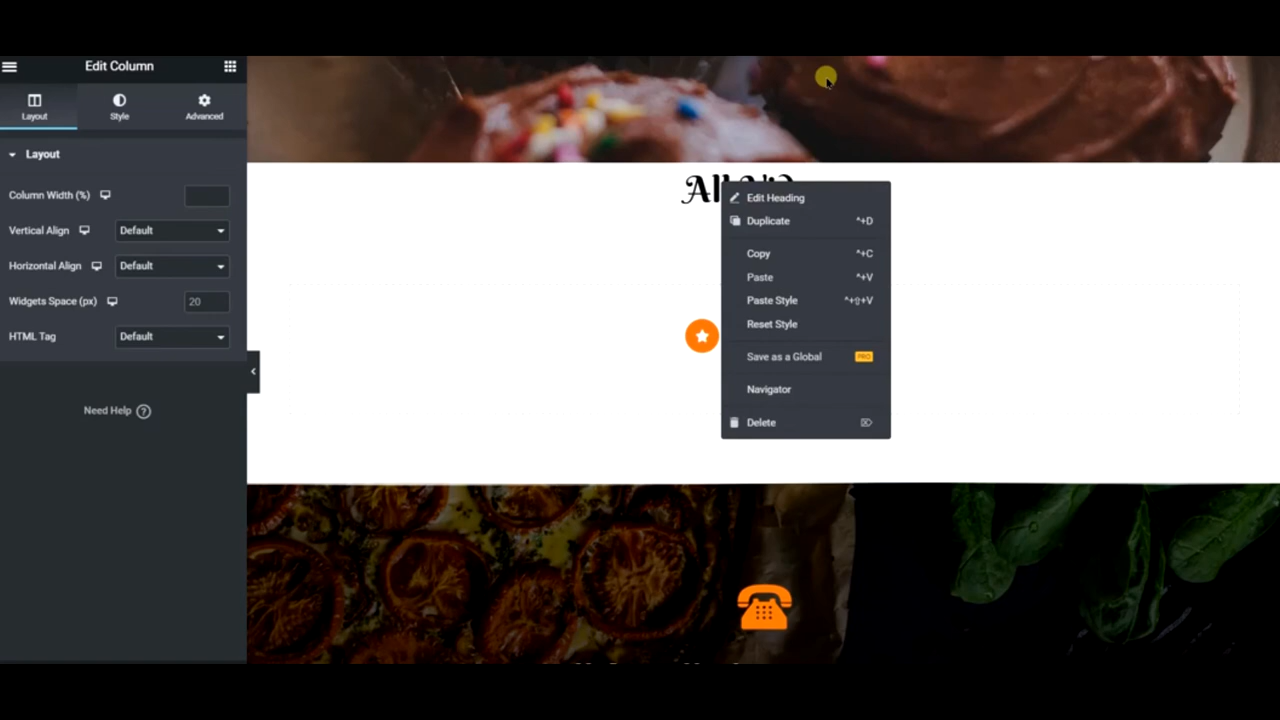 Edit Column
Layout
Style
Advanced
Layout
Column Width (%)
Vertical Align
Default
Horizontal Align
Default
Widgets Space (px)
20
HTML Tag
Default
Need Help ?
All
Edit Heading
Duplicate ^+D
Copy ^+C
Paste ^+V
Paste Style ^+⇧+V
Reset Style
Save as a Global PRO
Navigator
Delete ⌦